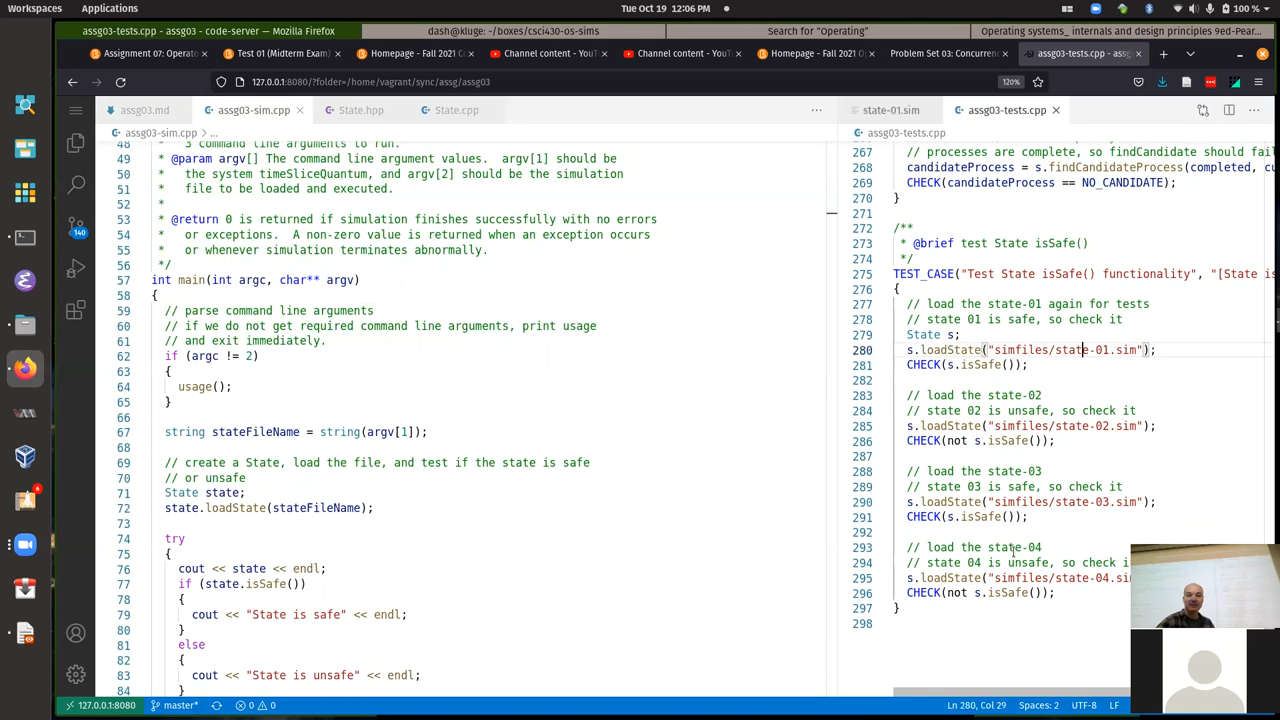 Workspaces
Applications
Tue Oct 19 12:06 PM
100 %
assg03-tests.cpp - assg03 - code-server — Mozilla Firefox
dash@kluge: ~/boxes/csci430-os-sims
Search for "Operating"
Operating systems_ internals and design principles 9ed-Pear...
Assignment 07: Operat
Test 01 (Midterm Exam)
Homepage - Fall 2021 C
Channel content - YouT
Channel content - YouT
Homepage - Fall 2021 O
Problem Set 03: Concurrenc
assg03-tests.cpp - assg
127.0.0.1:8080/?folder=/home/vagrant/sync/assg/assg03
120%
assg03.md
assg03-sim.cpp
State.hpp
State.cpp
state-01.sim
assg03-tests.cpp
assg03-sim.cpp > ...
assg03-tests.cpp
48 * 3 command line arguments to run.
49 * @param argv[] The command line argument values. argv[1] should be
50 * the system timeSliceQuantum, and argv[2] should be the simulation
51 * file to be loaded and executed.
52 *
53 * @return 0 is returned if simulation finishes successfully with no errors
54 * or exceptions. A non-zero value is returned when an exception occurs
55 * or whenever simulation terminates abnormally.
56 */
57 int main(int argc, char** argv)
58 {
59 // parse command line arguments
60 // if we do not get required command line arguments, print usage
61 // and exit immediately.
62 if (argc != 2)
63 {
64 usage();
65 }
66
67 string stateFileName = string(argv[1]);
68
69 // create a State, load the file, and test if the state is safe
70 // or unsafe
71 State state;
72 state.loadState(stateFileName);
73
74 try
75 {
76 cout << state << endl;
77 if (state.isSafe())
78 {
79 cout << "State is safe" << endl;
80 }
81 else
82 {
83 cout << "State is unsafe" << endl;
84 }
267 // processes are complete, so findCandidate should fail
268 candidateProcess = s.findCandidateProcess(completed, cu
269 CHECK(candidateProcess == NO_CANDIDATE);
270 }
271
272 /**
273 * @brief test State isSafe()
274 */
275 TEST_CASE("Test State isSafe() functionality", "[State is
276 {
277 // load the state-01 again for tests
278 // state 01 is safe, so check it
279 State s;
280 s.loadState("simfiles/state-01.sim");
281 CHECK(s.isSafe());
282
283 // load the state-02
284 // state 02 is unsafe, so check it
285 s.loadState("simfiles/state-02.sim");
286 CHECK(not s.isSafe());
287
288 // load the state-03
289 // state 03 is safe, so check it
290 s.loadState("simfiles/state-03.sim");
291 CHECK(s.isSafe());
292
293 // load the state-04
294 // state 04 is unsafe, so check i
295 s.loadState("simfiles/state-04.sim
296 CHECK(not s.isSafe());
297 }
298
140
6
127.0.0.1:8080
master*
0
0
Ln 280, Col 29
Spaces: 2
UTF-8
LF